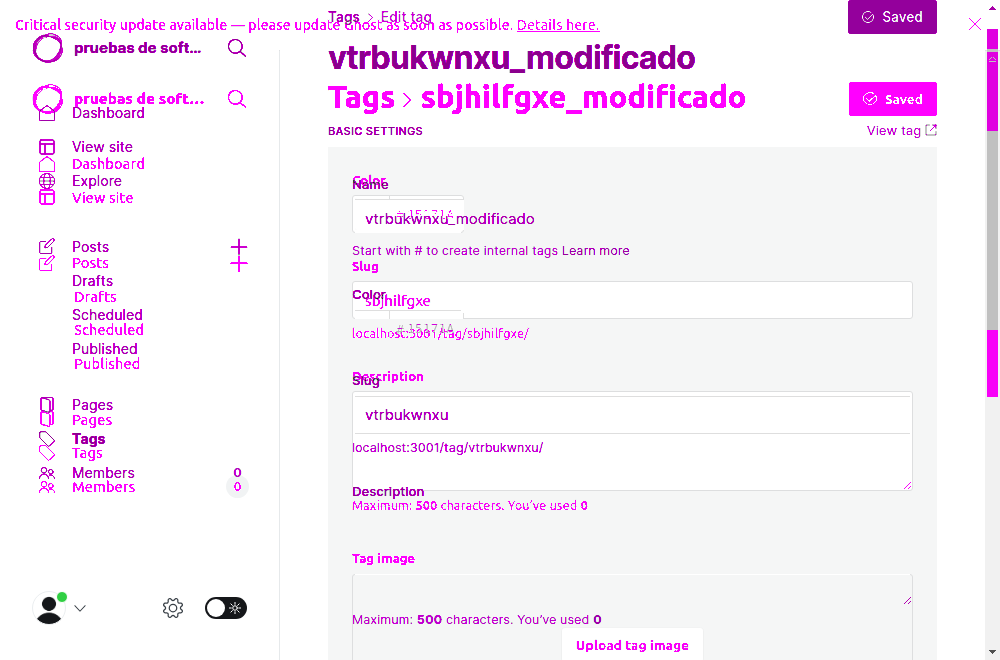 Tags > Edit tag
Critical security update available — please update Ghost as soon as possible. Details here.
Saved
pruebas de soft...
vtrbukwnxu_modificado
pruebas de soft...
Tags > sbjhilfgxe_modificado
Saved
Dashboard
BASIC SETTINGS
View tag
View site
Dashboard
Explore
View site
Color
Name
#15171A
vtrbukwnxu_modificado
Start with # to create internal tags Learn more
Posts
Posts
Slug
Drafts
Drafts
Color
sbjhilfgxe
Scheduled
Scheduled
#15171A
localhost:3001/tag/sbjhilfgxe/
Published
Published
Description
Slug
Pages
Pages
vtrbukwnxu
Tags
Tags
localhost:3001/tag/vtrbukwnxu/
Members 0
Members 0
Description
Maximum: 500 characters. You've used 0
Tag image
Maximum: 500 characters. You've used 0
Upload tag image